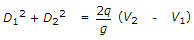 D₁² + D₂² = 2q/g (V₂ - V₁)